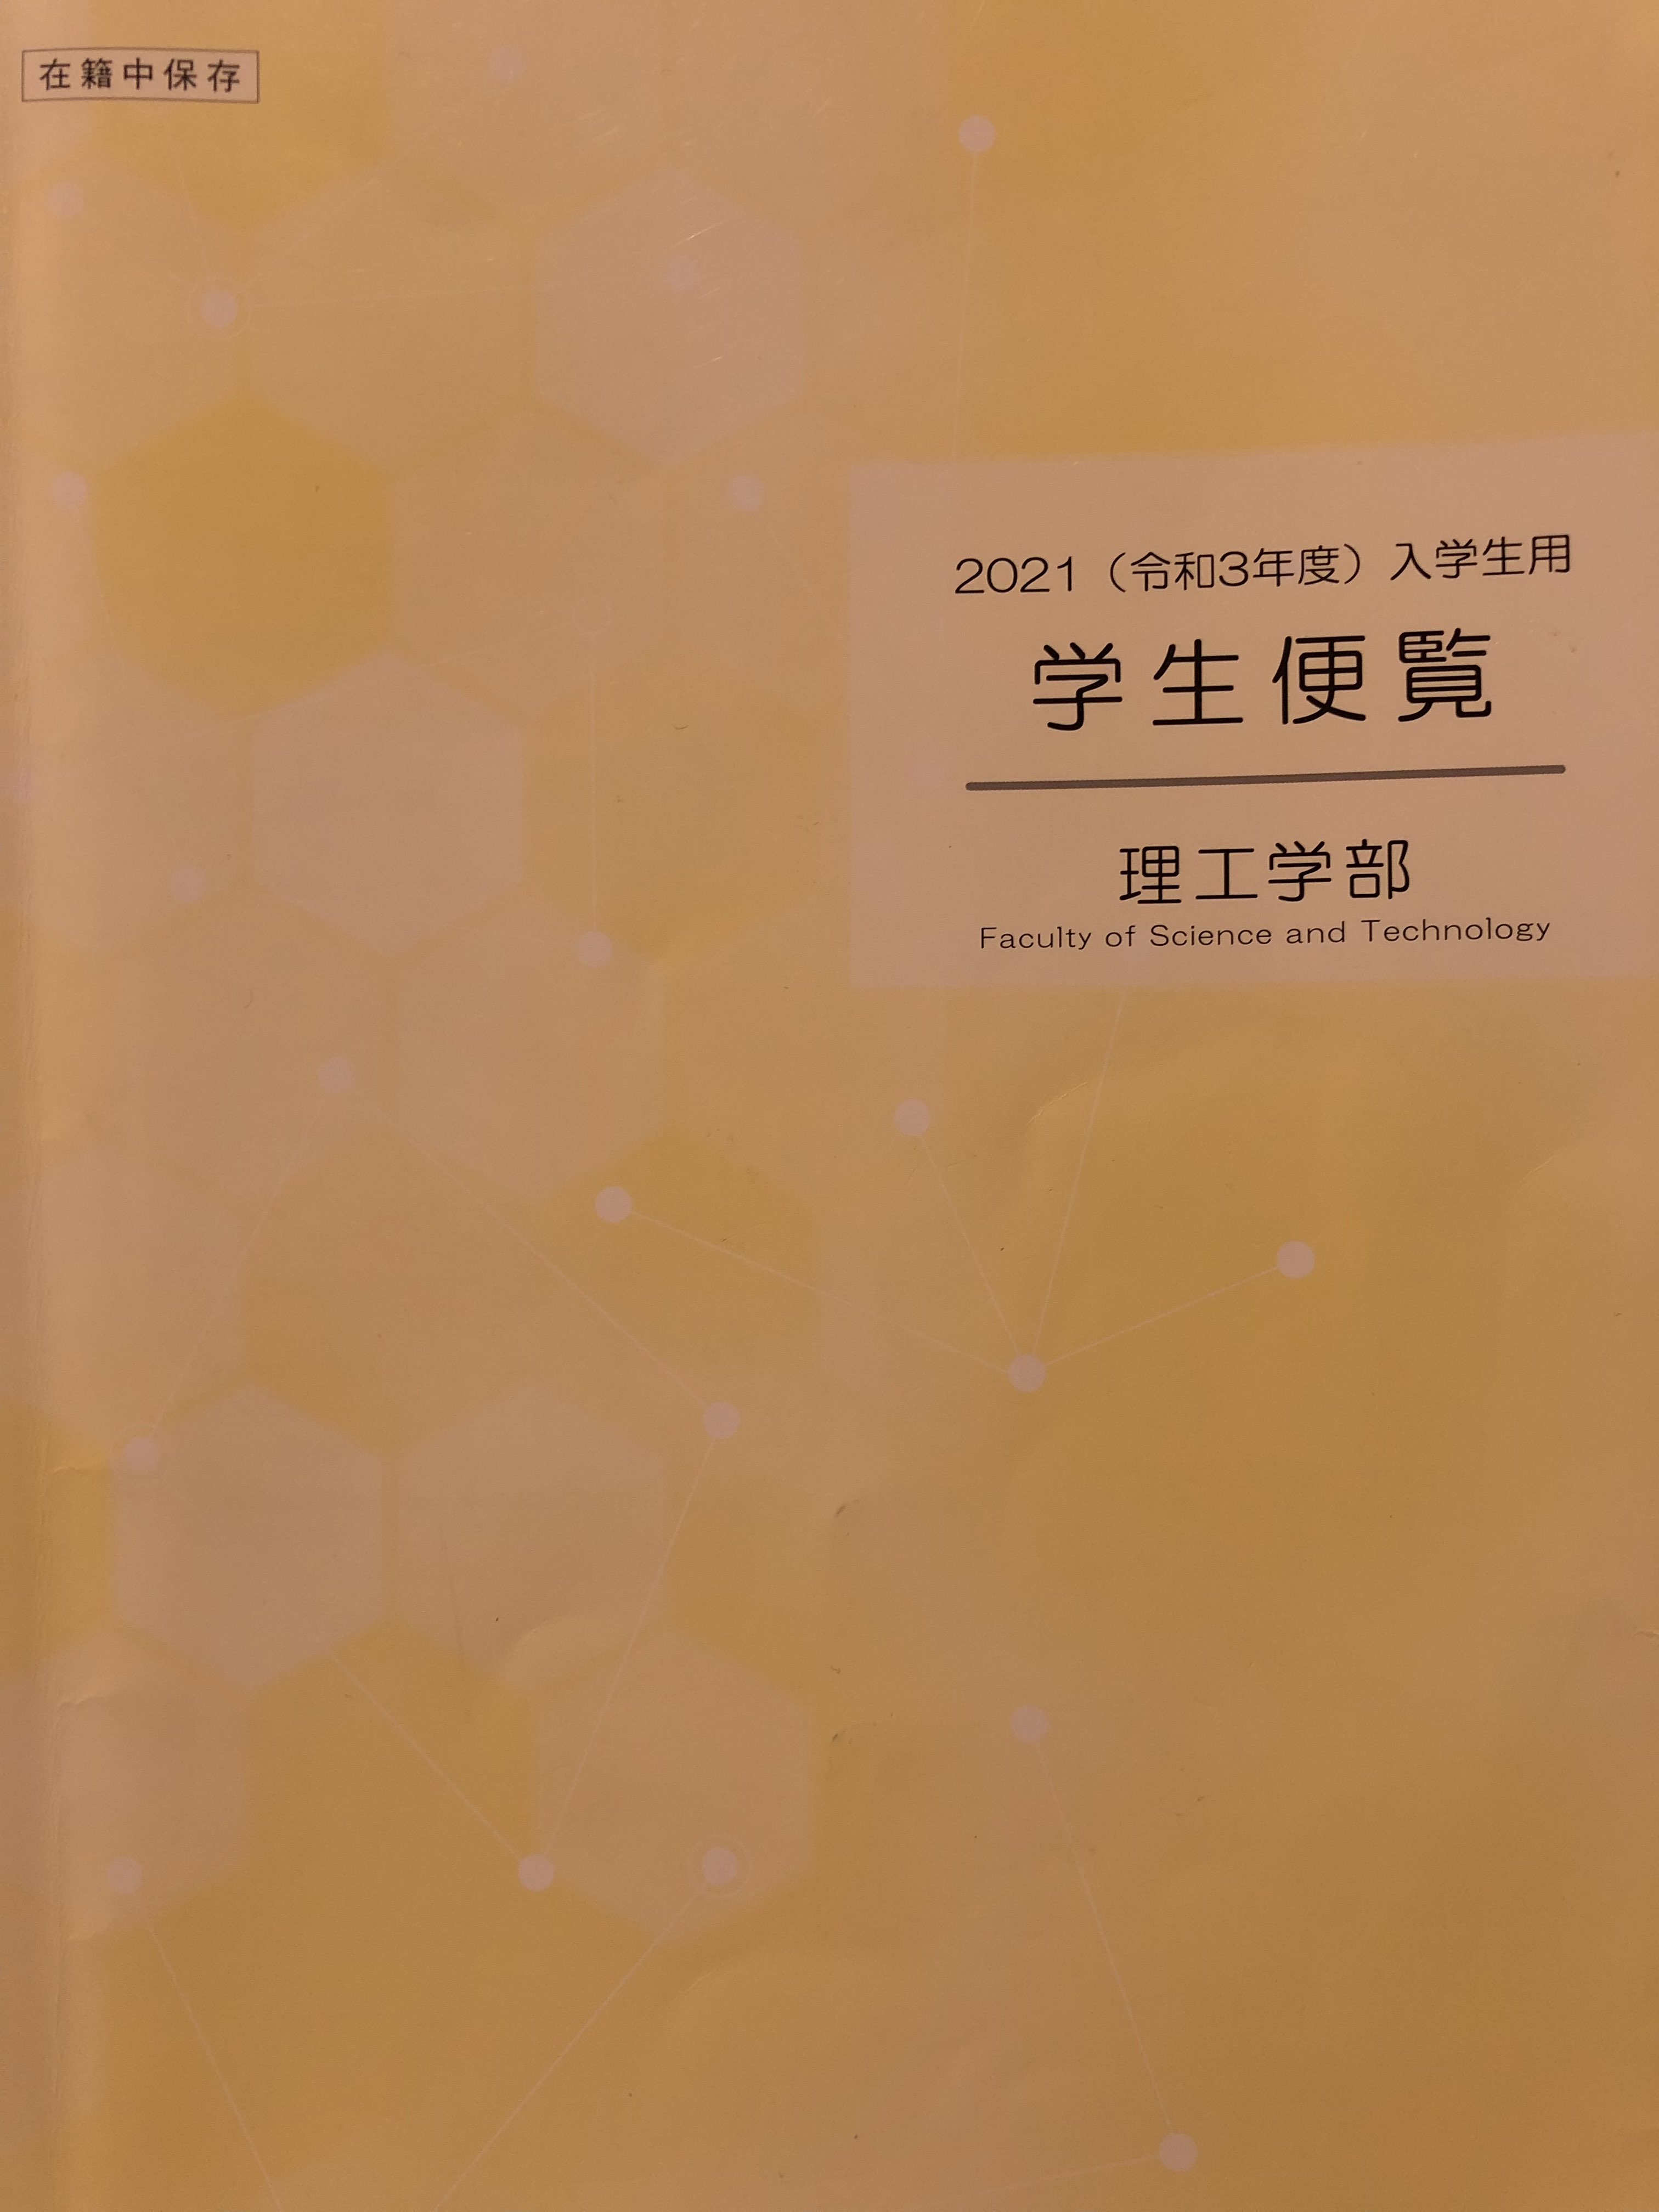 在籍中保存
2021（令和3年度）入学生用
学生便覧
理工学部
Faculty of Science and Technology